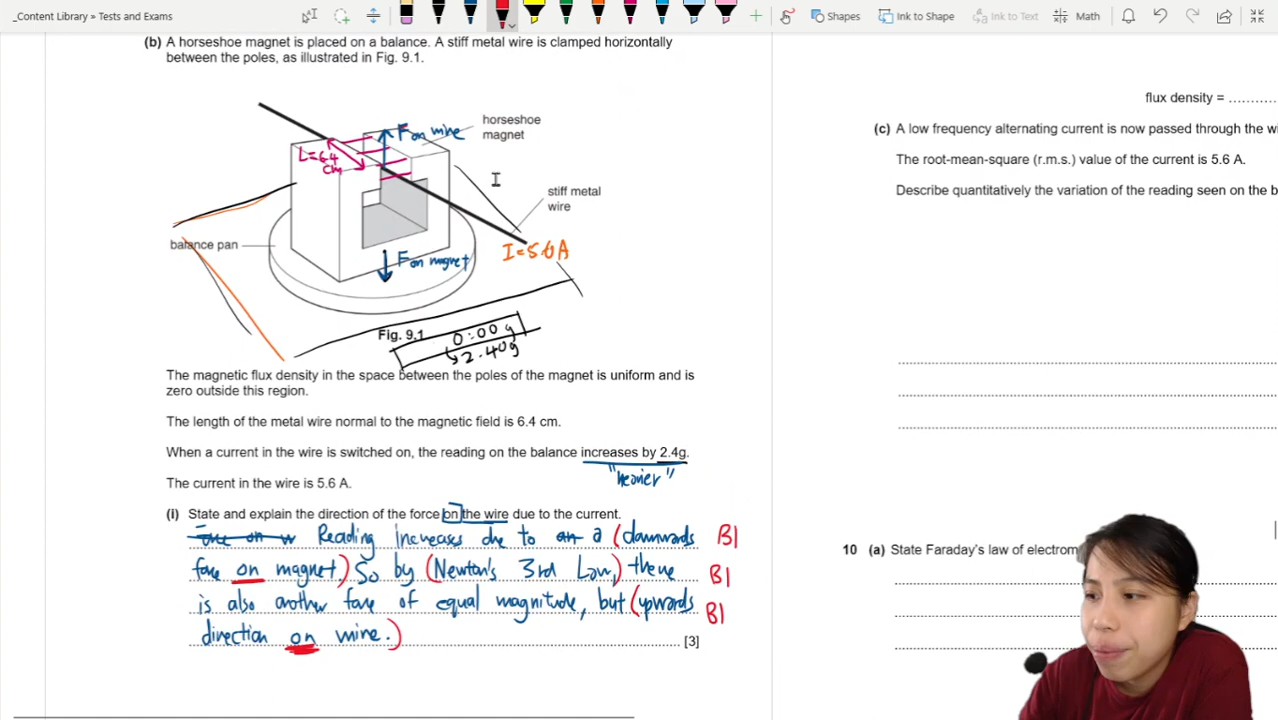 _Content Library » Tests and Exams
Shapes
Ink to Shape
Ink to Text
Math
(b) A horseshoe magnet is placed on a balance. A stiff metal wire is clamped horizontally
between the poles, as illustrated in Fig. 9.1.
horseshoe
magnet
F on wire
L=6.4
cm
stiff metal
wire
balance pan
I=5.6A
F on magnet
Fig. 9.1
0.00g
2.40g
The magnetic flux density in the space between the poles of the magnet is uniform and is
zero outside this region.
The length of the metal wire normal to the magnetic field is 6.4 cm.
When a current in the wire is switched on, the reading on the balance increases by 2.4g.
"heavier"
The current in the wire is 5.6 A.
(i) State and explain the direction of the force on the wire due to the current.
Reading increases due to a (downwards B1
force on magnet) So by (Newton's 3rd Law,) there B1
is also another force of equal magnitude, but (upwards B1
direction on wire.)
[3]
flux density = ..........
(c) A low frequency alternating current is now passed through the wi
The root-mean-square (r.m.s.) value of the current is 5.6 A.
Describe quantitatively the variation of the reading seen on the b
10 (a) State Faraday's law of electrom